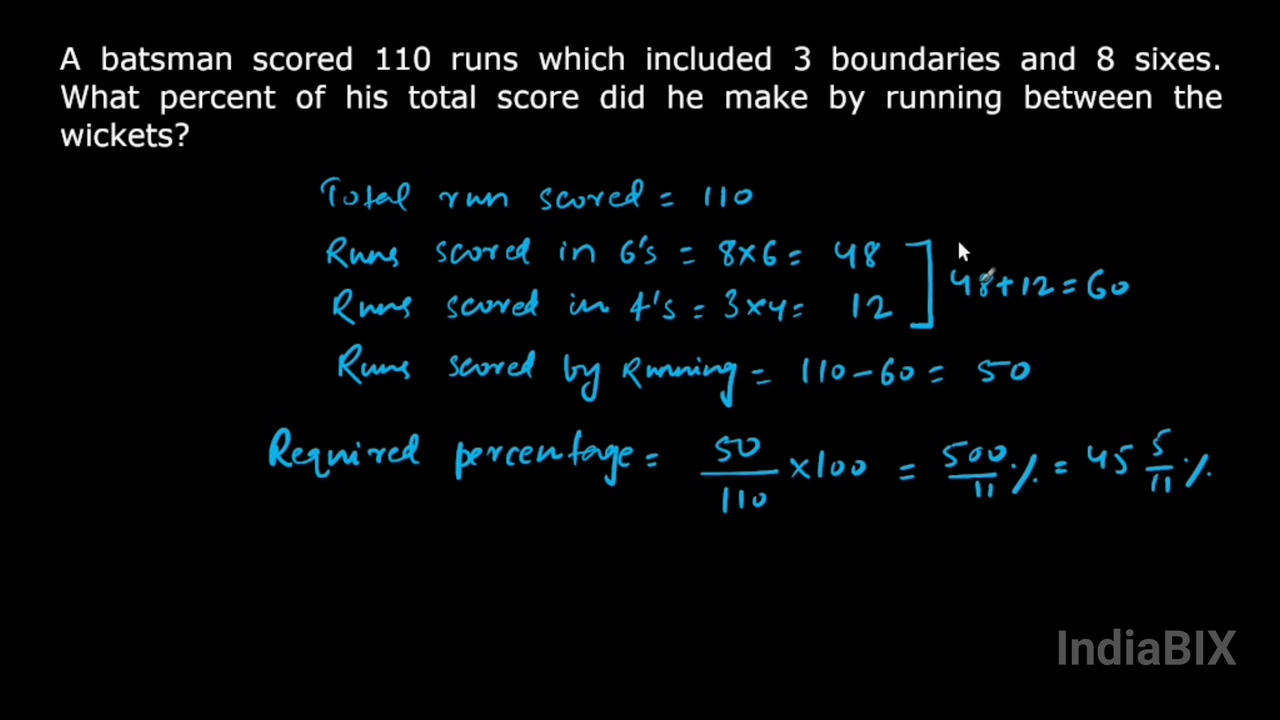 A batsman scored 110 runs which included 3 boundaries and 8 sixes.
What percent of his total score did he make by running between the
wickets?
Total run scored = 110
Runs scored in 6's = 8×6 = 48
48+12=60
Runs scored in 4's = 3×4= 12
Runs scored by Running = 110-60 = 50
Required percentage = 50/110 ×100 = 500/11 % = 45 5/11 %
IndiaBIX